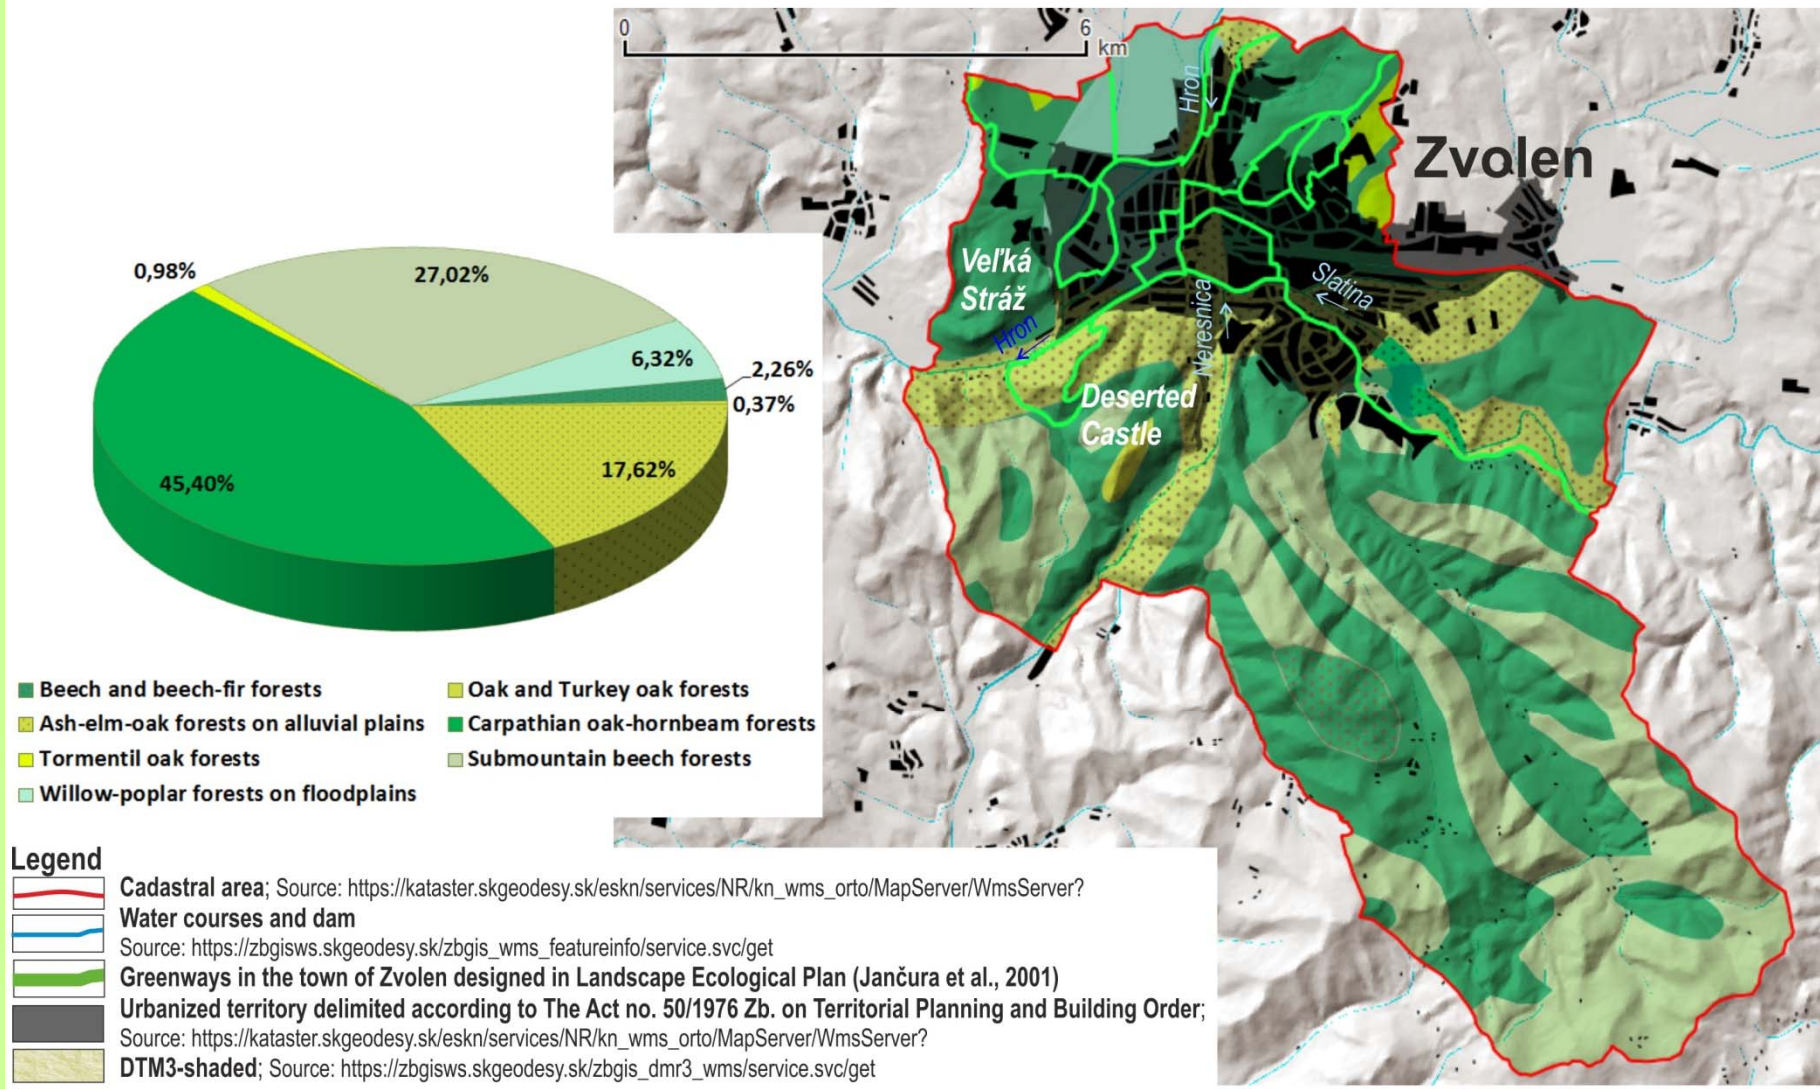 0
6
km
Hron
Zvolen
Veľká
Stráž
Slatina
Hron
Neresnica
Deserted
Castle
0,98%
27,02%
6,32%
2,26%
0,37%
17,62%
45,40%
Beech and beech-fir forests
Oak and Turkey oak forests
Ash-elm-oak forests on alluvial plains
Carpathian oak-hornbeam forests
Tormentil oak forests
Submountain beech forests
Willow-poplar forests on floodplains
Legend
Cadastral area; Source: https://kataster.skgeodesy.sk/eskn/services/NR/kn_wms_orto/MapServer/WmsServer?
Water courses and dam
Source: https://zbgisws.skgeodesy.sk/zbgis_wms_featureinfo/service.svc/get
Greenways in the town of Zvolen designed in Landscape Ecological Plan (Jančura et al., 2001)
Urbanized territory delimited according to The Act no. 50/1976 Zb. on Territorial Planning and Building Order;
Source: https://kataster.skgeodesy.sk/eskn/services/NR/kn_wms_orto/MapServer/WmsServer?
DTM3-shaded; Source: https://zbgisws.skgeodesy.sk/zbgis_dmr3_wms/service.svc/get